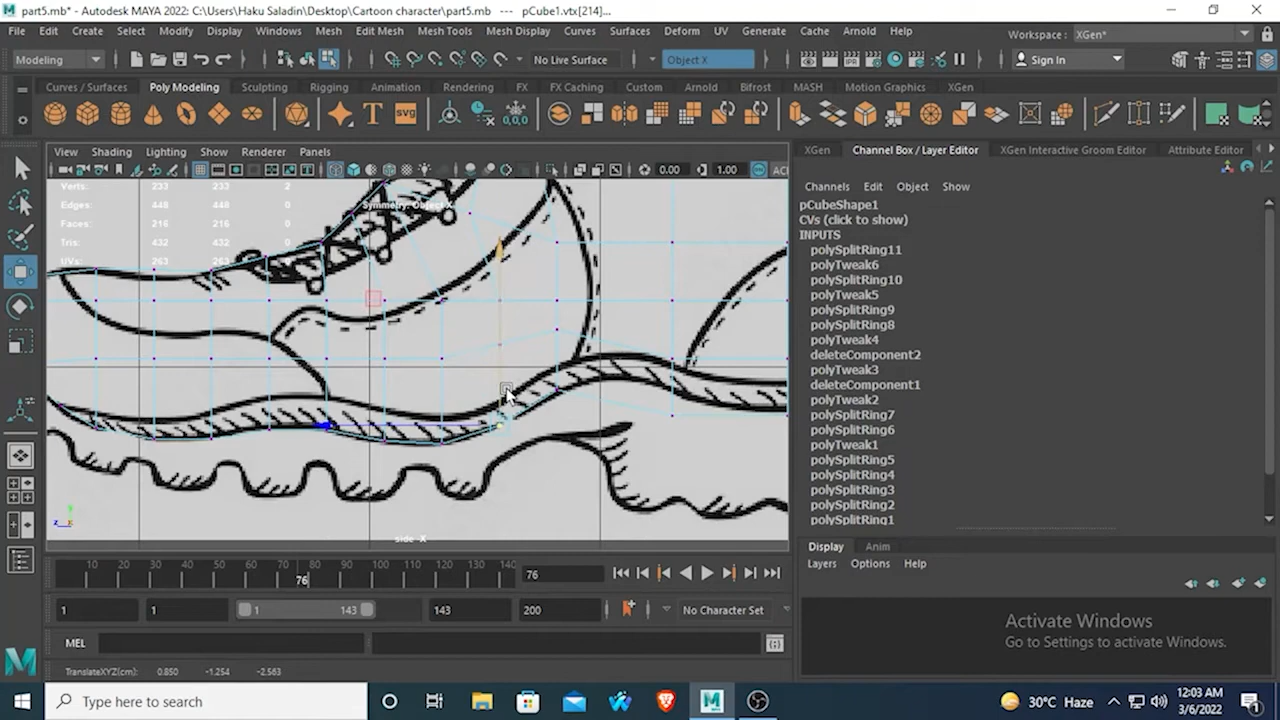 part5.mb* - Autodesk MAYA 2022: C:\Users\Haku Saladin\Desktop\Cartoon character\part5.mb --- pCube1.vtx[214]...
File Edit Create Select Modify Display Windows Mesh Edit Mesh Mesh Tools Mesh Display Curves Surfaces Deform UV Generate Cache Arnold Help Workspace : XGen*
Modeling No Live Surface Object X Sign In
Curves / Surfaces Poly Modeling Sculpting Rigging Animation Rendering FX FX Caching Custom Arnold Bifrost MASH Motion Graphics XGen
T svg 0,0,0
View Shading Lighting Show Renderer Panels XGen Channel Box / Layer Editor XGen Interactive Groom Editor Attribute Editor
0.00 1.00
Verts: 233 233 2
Edges: 448 448 0
Faces: 216 216 0
Tris: 432 432 0
UVs: 263 263 0
Symmetry: Object X
side -X
y
z
Channels Edit Object Show
pCubeShape1
CVs (click to show)
INPUTS
polySplitRing11
polyTweak6
polySplitRing10
polyTweak5
polySplitRing9
polySplitRing8
polyTweak4
deleteComponent2
polyTweak3
deleteComponent1
polyTweak2
polySplitRing7
polySplitRing6
polyTweak1
polySplitRing5
polySplitRing4
polySplitRing3
polySplitRing2
polySplitRing1
Display Anim
Layers Options Help
10 20 30 40 50 60 70 80 90 100 110 120 130 140
76 76
1 1 1 143 143 200 No Character Set
MEL
TranslateXYZ(cm): 0.850 -1.254 -2.563
Activate Windows
Go to Settings to activate Windows.
Type here to search
30°C Haze
12:03 AM
3/6/2022
1